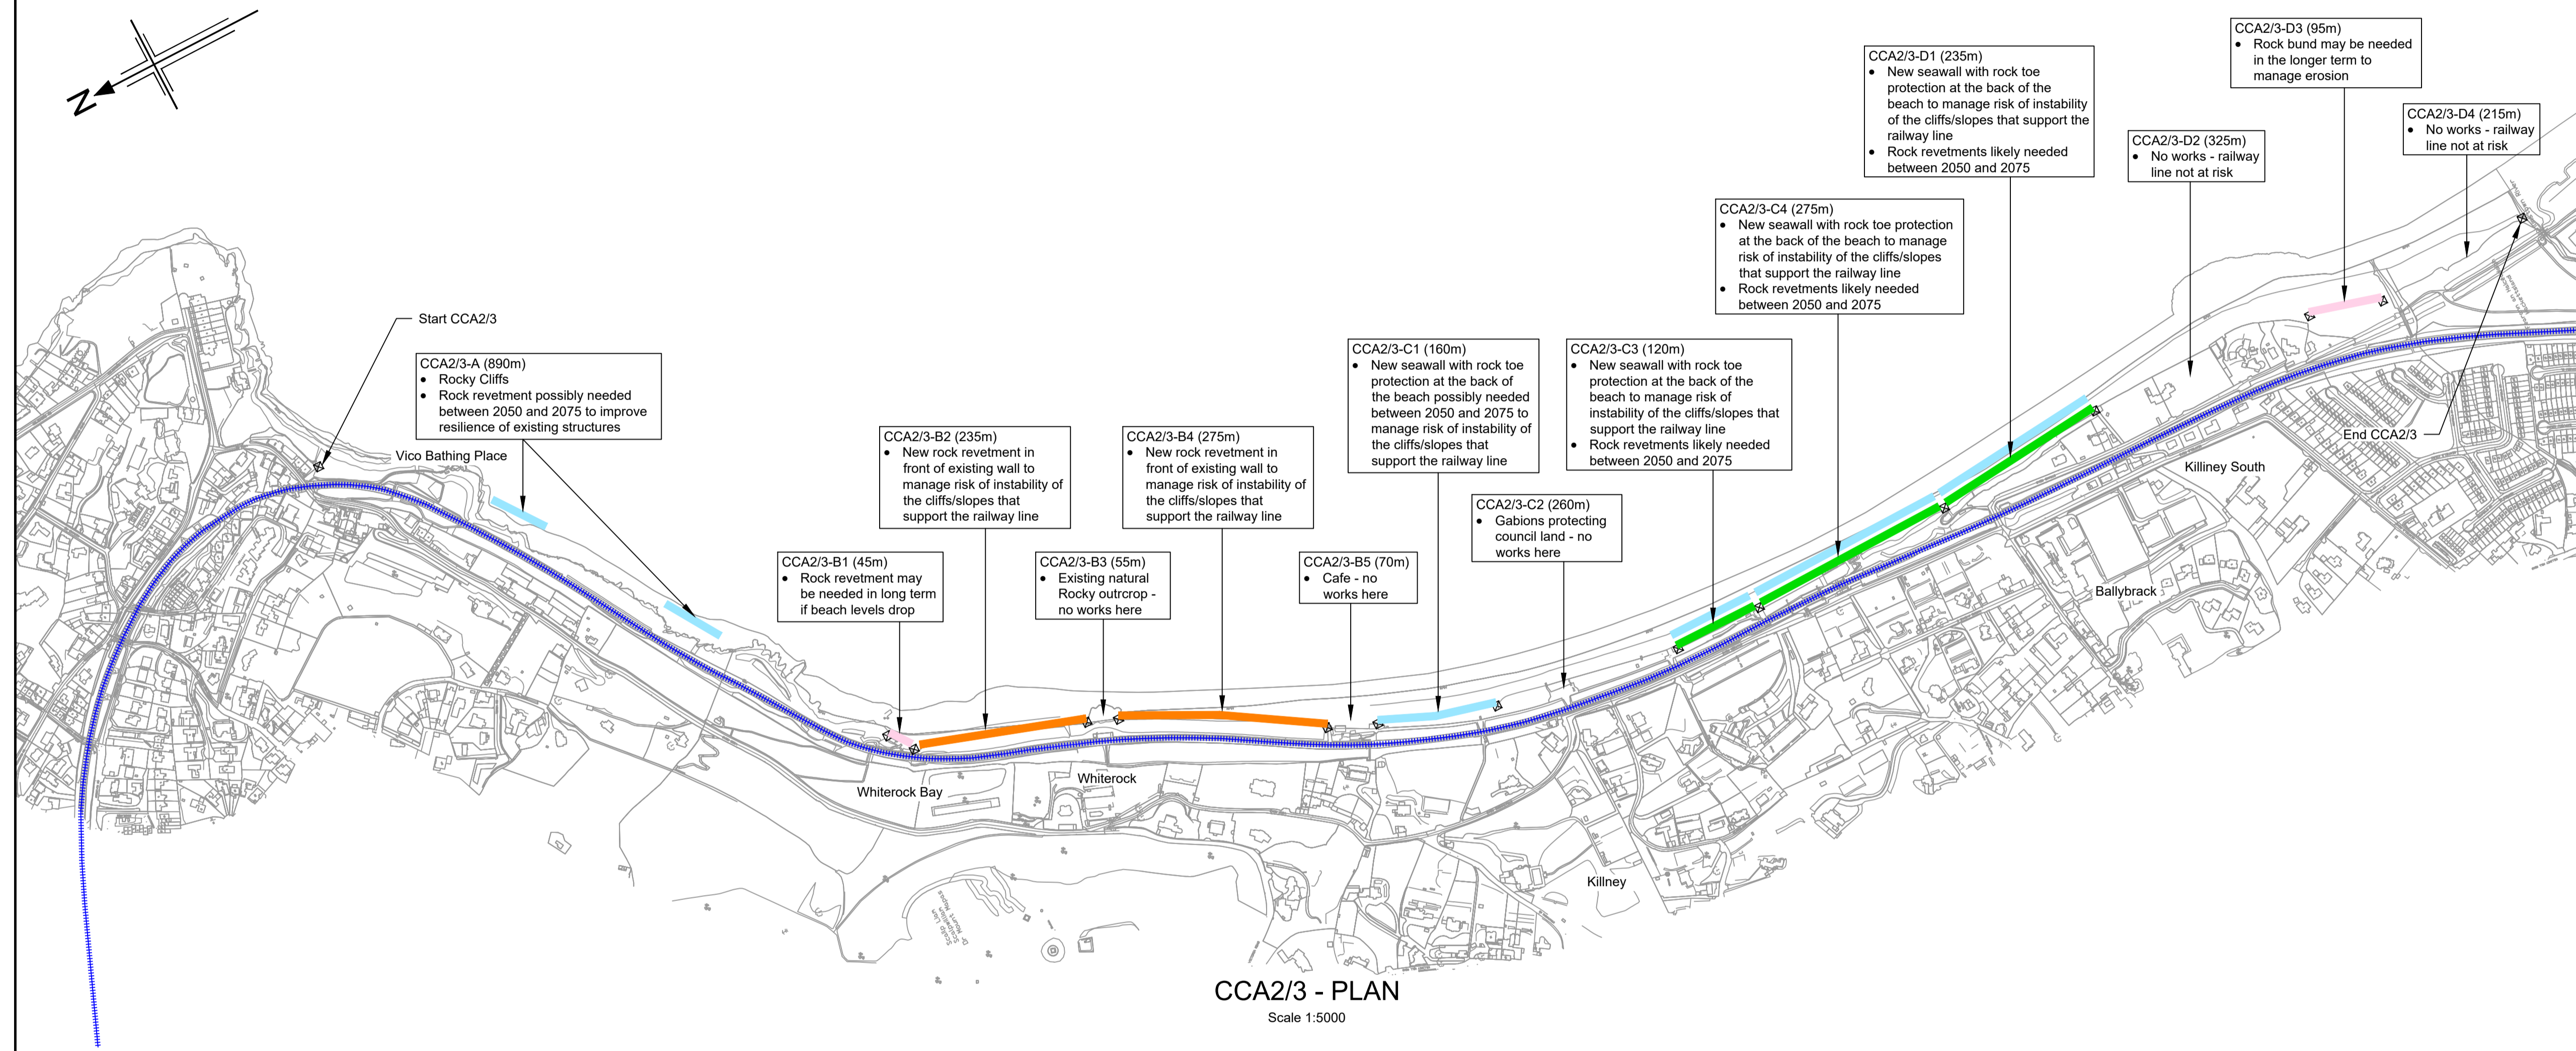 N
CCA2/3-D3 (95m)
• Rock bund may be needed
in the longer term to
manage erosion
CCA2/3-D1 (235m)
• New seawall with rock toe
protection at the back of the
beach to manage risk of instability
of the cliffs/slopes that support the
railway line
• Rock revetments likely needed
between 2050 and 2075
CCA2/3-D4 (215m)
• No works - railway
line not at risk
CCA2/3-D2 (325m)
• No works - railway
line not at risk
CCA2/3-C4 (275m)
• New seawall with rock toe protection
at the back of the beach to manage
risk of instability of the cliffs/slopes
that support the railway line
• Rock revetments likely needed
between 2050 and 2075
Start CCA2/3
CCA2/3-A (890m)
• Rocky Cliffs
• Rock revetment possibly needed
between 2050 and 2075 to improve
resilience of existing structures
CCA2/3-C1 (160m)
• New seawall with rock toe
protection at the back of
the beach possibly needed
between 2050 and 2075 to
manage risk of instability of
the cliffs/slopes that
support the railway line
CCA2/3-C3 (120m)
• New seawall with rock toe
protection at the back of the
beach to manage risk of
instability of the cliffs/slopes that
support the railway line
• Rock revetments likely needed
between 2050 and 2075
Vico Bathing Place
CCA2/3-B2 (235m)
• New rock revetment in
front of existing wall to
manage risk of instability of
the cliffs/slopes that
support the railway line
CCA2/3-B4 (275m)
• New rock revetment in
front of existing wall to
manage risk of instability of
the cliffs/slopes that
support the railway line
End CCA2/3
Killiney South
CCA2/3-C2 (260m)
• Gabions protecting
council land - no
works here
CCA2/3-B1 (45m)
• Rock revetment may
be needed in long term
if beach levels drop
CCA2/3-B3 (55m)
• Existing natural
Rocky outrcrop -
no works here
CCA2/3-B5 (70m)
• Cafe - no
works here
Ballybrack
Whiterock
Whiterock Bay
Killney
Scalp Lion
Scalpwilliam
Or
Mount Mapas
CCA2/3 - PLAN
Scale 1:5000